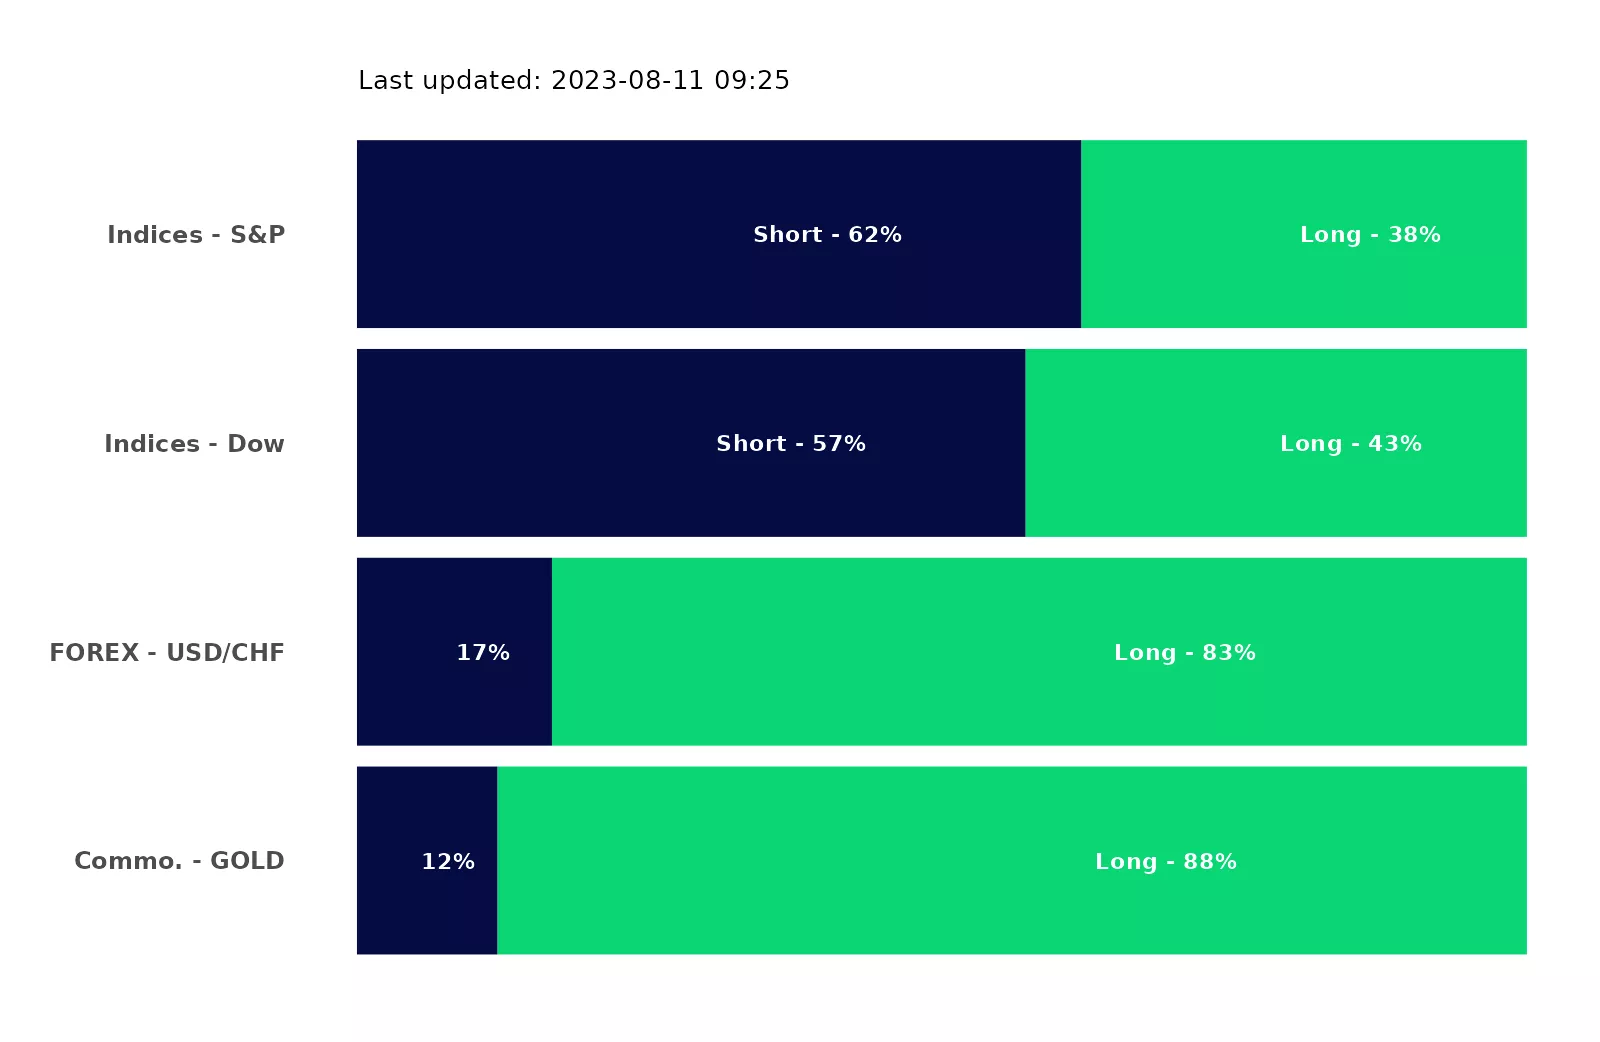 Last updated: 2023-08-11 09:25
Indices - S&P
Short - 62%
Long - 38%
Indices - Dow
Short - 57%
Long - 43%
FOREX - USD/CHF
17%
Long - 83%
Commo. - GOLD
12%
Long - 88%